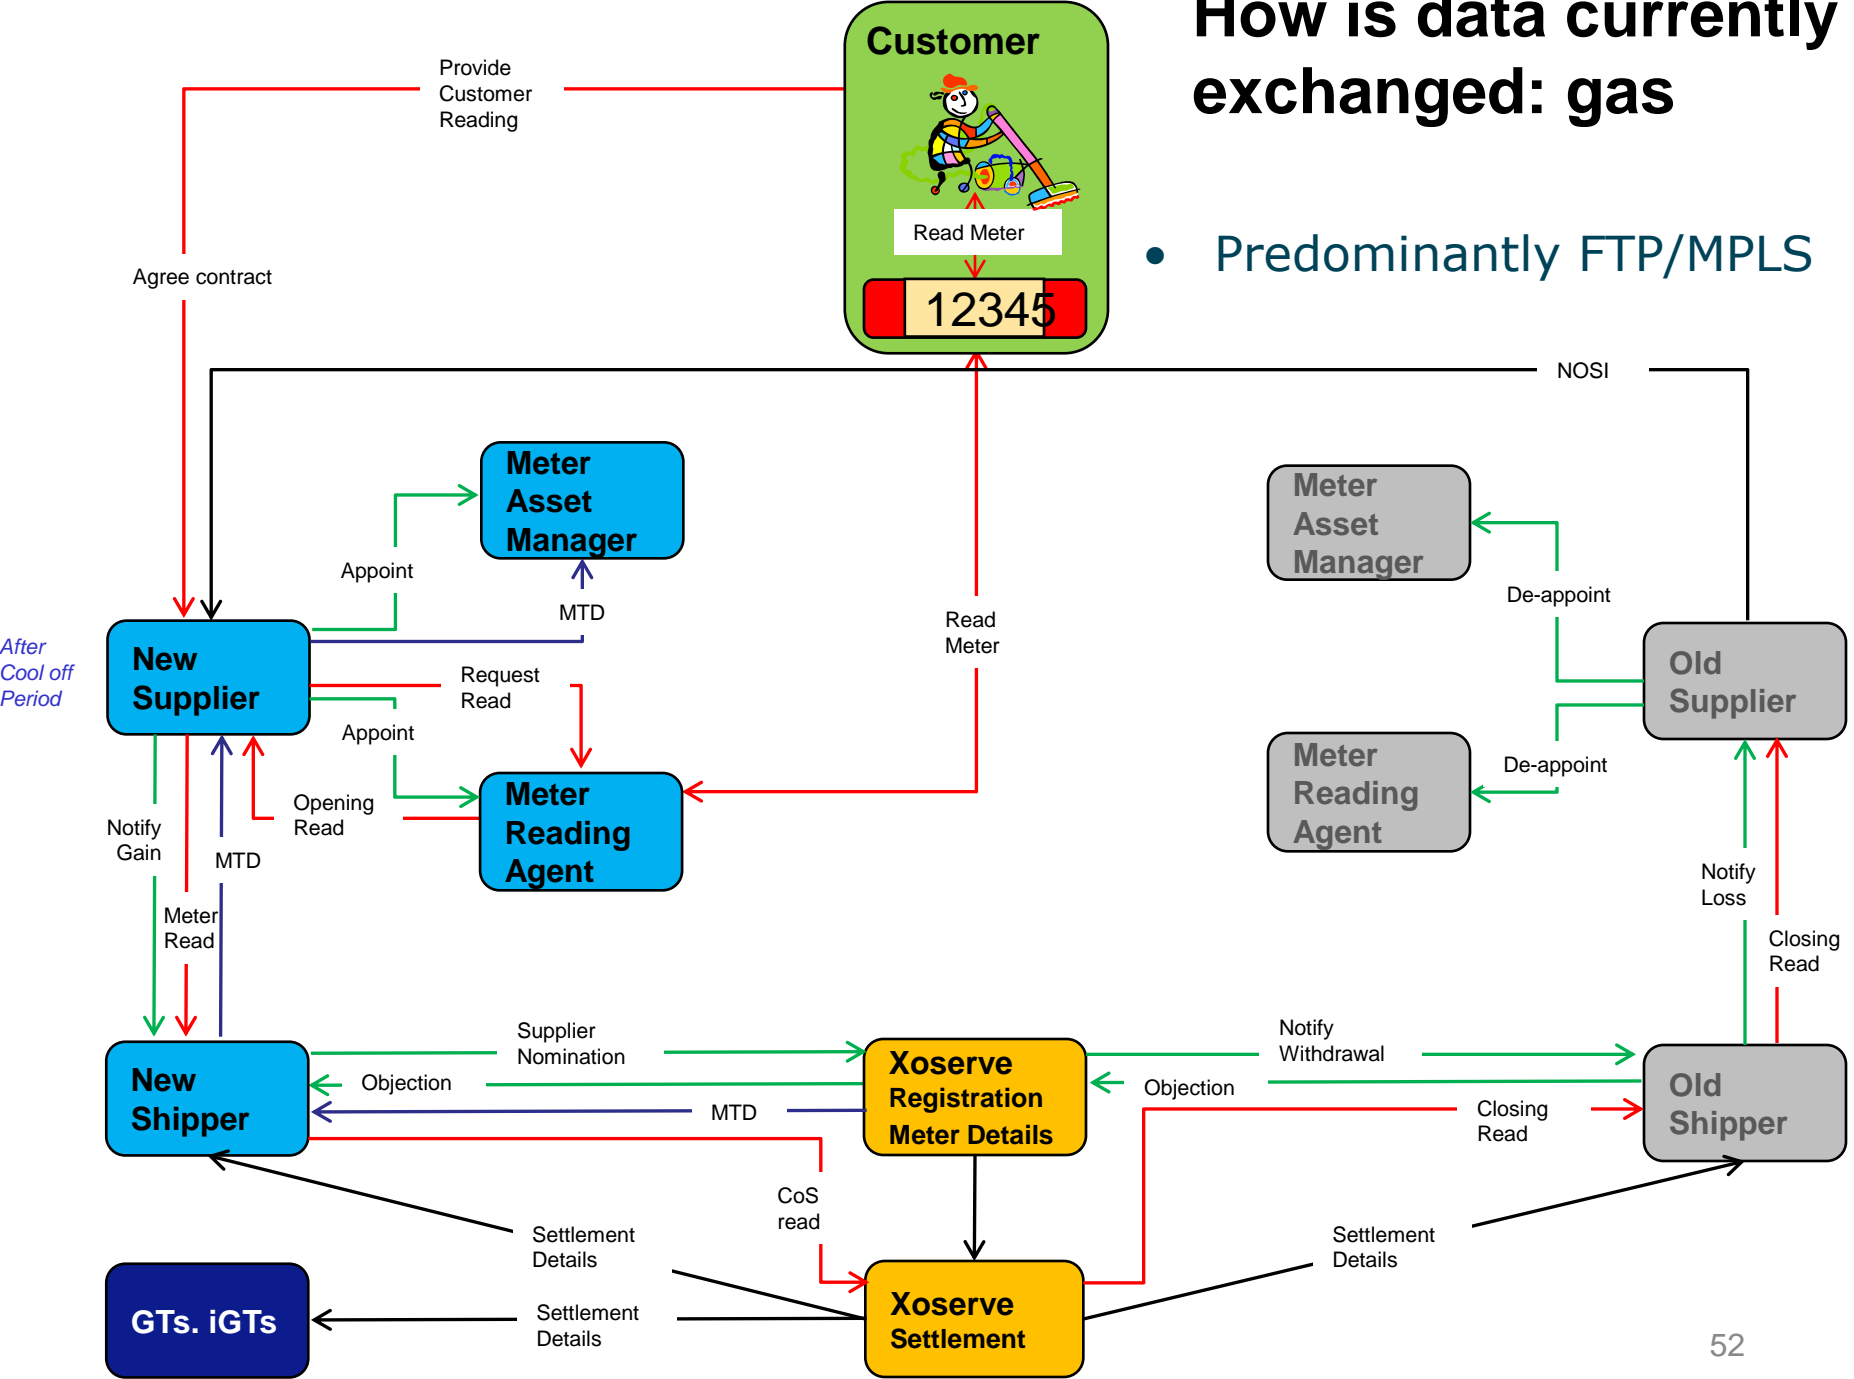 How is data currently
exchanged: gas
Customer
Provide
Customer
Reading
Read Meter
• Predominantly FTP/MPLS
Agree contract
12345
NOSI
Meter
Asset
Manager
Meter
Asset
Manager
Appoint
MTD
De-appoint
After
Cool off
Period
New
Supplier
Read
Meter
Request
Read
Old
Supplier
Appoint
De-appoint
Meter
Reading
Agent
Meter
Reading
Agent
Opening
Read
Notify
Gain
MTD
Notify
Loss
Meter
Read
Closing
Read
Supplier
Nomination
Notify
Withdrawal
New
Shipper
Objection
Xoserve
Registration
Meter Details
Objection
Old
Shipper
MTD
Closing
Read
CoS
read
Settlement
Details
Settlement
Details
GTs. iGTs
Settlement
Details
Xoserve
Settlement
52